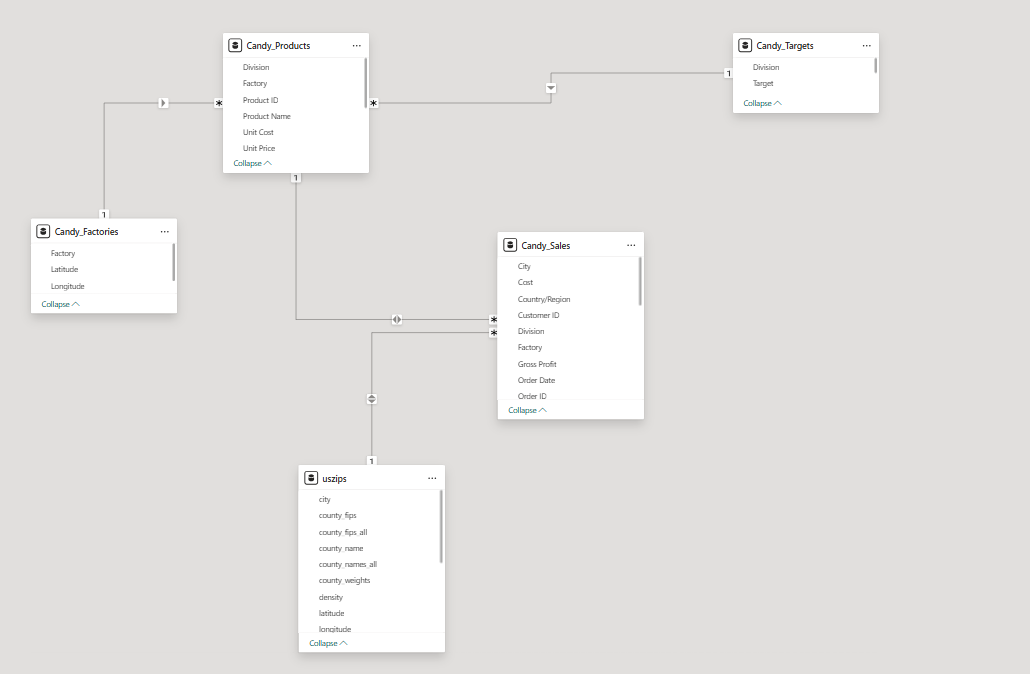 Candy_Products
Division
Factory
Product ID
Product Name
Unit Cost
Unit Price
Collapse
Candy_Targets
Division
Target
Collapse
*
*
1
1
1
Candy_Factories
Factory
Latitude
Longitude
Collapse
Candy_Sales
City
Cost
Country/Region
Customer ID
Division
Factory
Gross Profit
Order Date
Order ID
Collapse
*
*
1
uszips
city
county_fips
county_fips_all
county_name
county_names_all
county_weights
density
latitude
longitude
Collapse